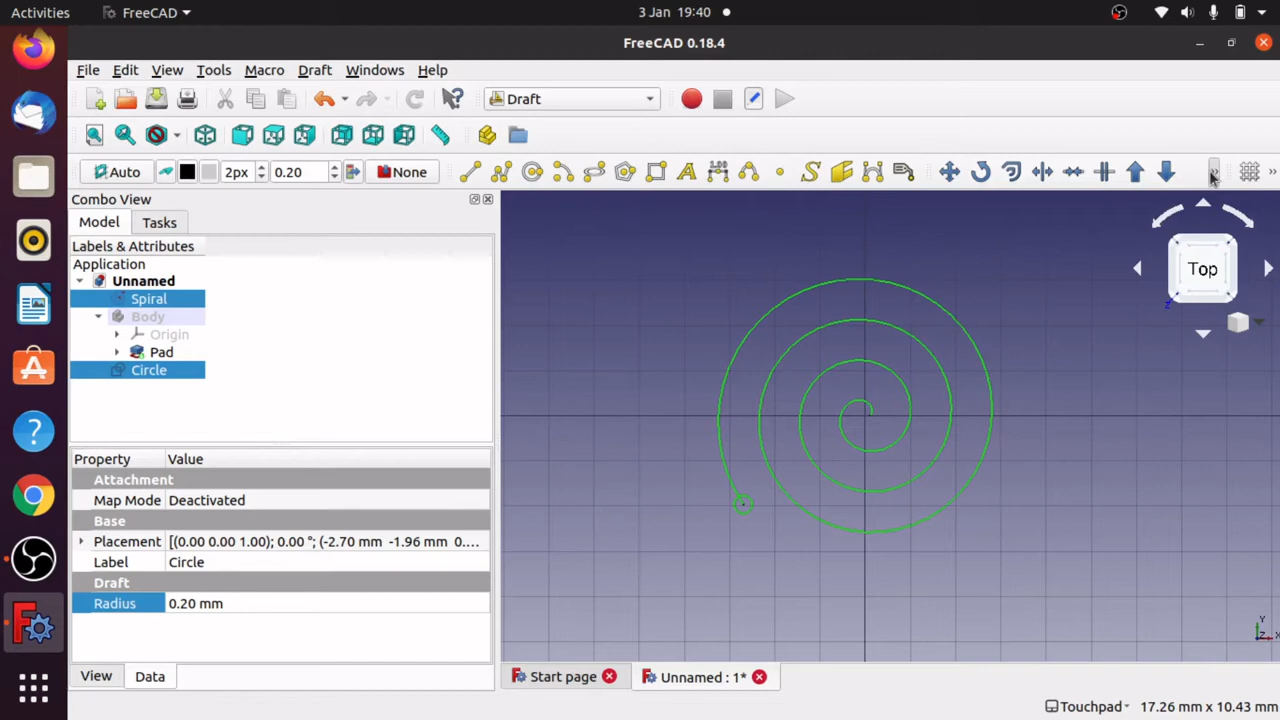 Activities
FreeCAD
3 Jan 19:40
FreeCAD 0.18.4
File Edit View Tools Macro Draft Windows Help
Draft
Auto 2px 0.20 None
Combo View
Model Tasks
Labels & Attributes
Application
Unnamed
Spiral
Body
Origin
Pad
Circle
Property Value
Attachment
Map Mode Deactivated
Base
Placement [(0.00 0.00 1.00); 0.00 °; (-2.70 mm -1.96 mm 0....
Label Circle
Draft
Radius 0.20 mm
View Data
Top
Z
Y
Z X
Start page
Unnamed : 1*
Touchpad
17.26 mm x 10.43 mm